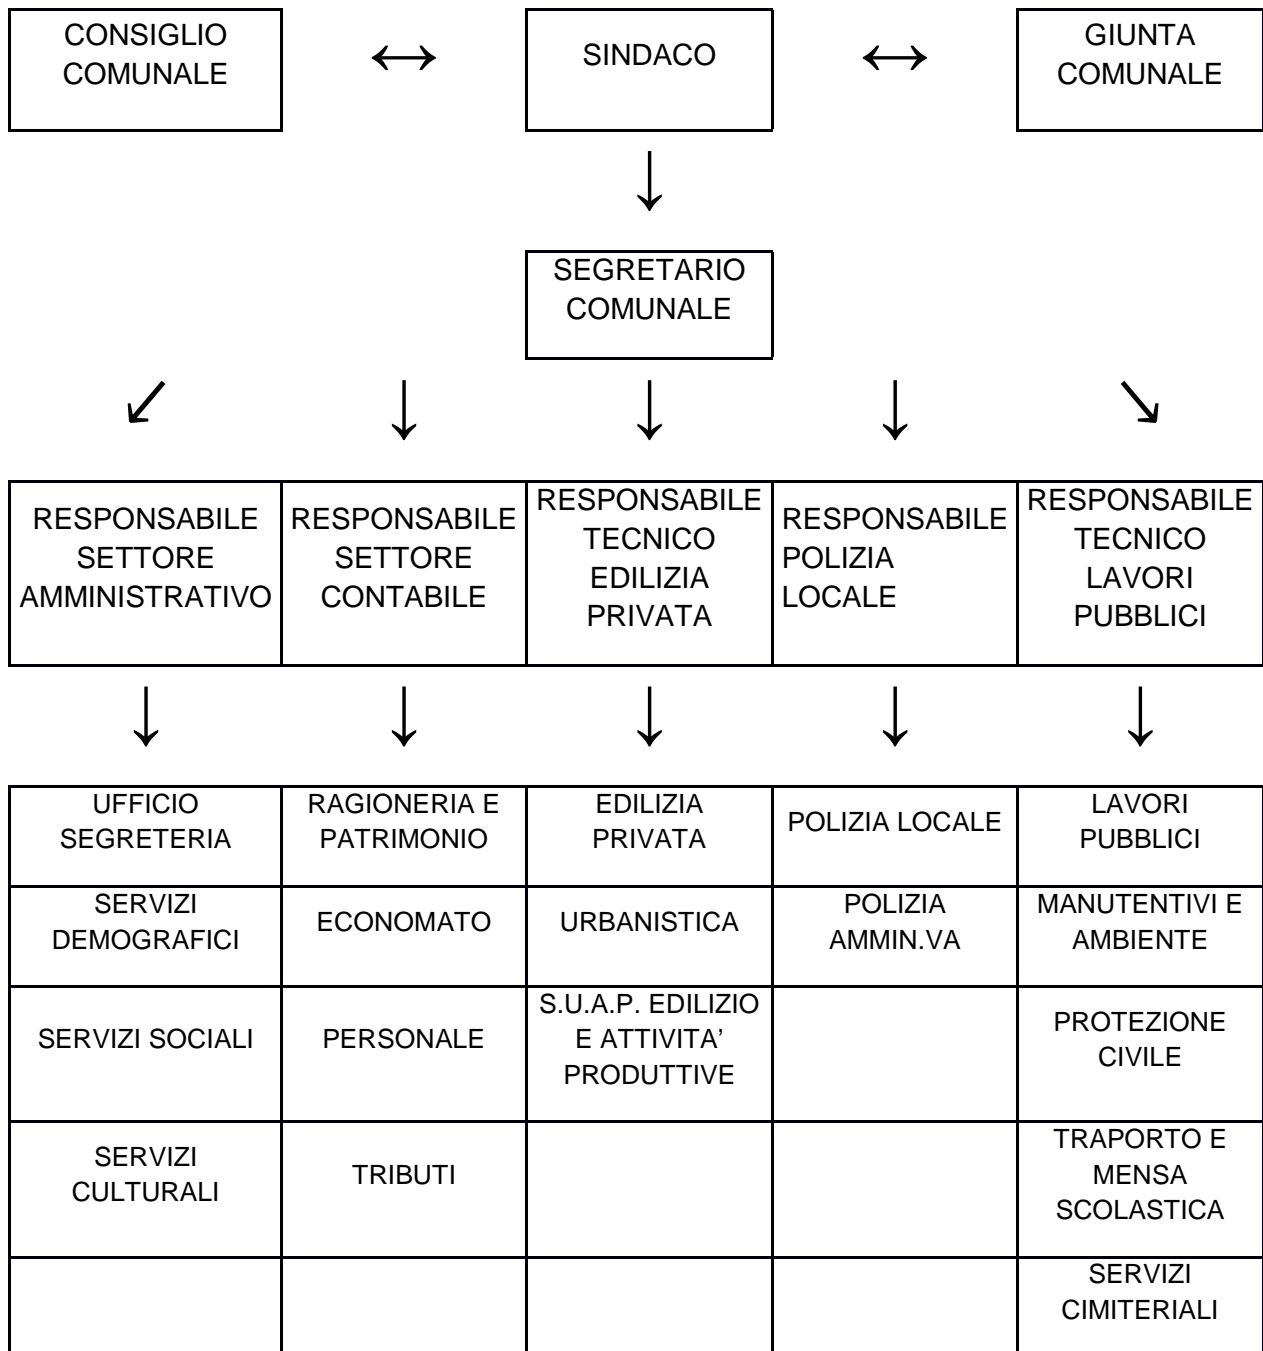 CONSIGLIO
COMUNALE
SINDACO
GIUNTA
COMUNALE
SEGRETARIO
COMUNALE
RESPONSABILE
SETTORE
AMMINISTRATIVO
RESPONSABILE
SETTORE
CONTABILE
RESPONSABILE
TECNICO
EDILIZIA
PRIVATA
RESPONSABILE
POLIZIA
LOCALE
RESPONSABILE
TECNICO
LAVORI
PUBBLICI
UFFICIO
SEGRETERIA
RAGIONERIA E
PATRIMONIO
EDILIZIA
PRIVATA
POLIZIA LOCALE
LAVORI
PUBBLICI
SERVIZI
DEMOGRAFICI
ECONOMATO
URBANISTICA
POLIZIA
AMMIN.VA
MANUTENTIVI E
AMBIENTE
SERVIZI SOCIALI
PERSONALE
S.U.A.P. EDILIZIO
E ATTIVITA’
PRODUTTIVE
PROTEZIONE
CIVILE
SERVIZI
CULTURALI
TRIBUTI
TRAPORTO E
MENSA
SCOLASTICA
SERVIZI
CIMITERIALI